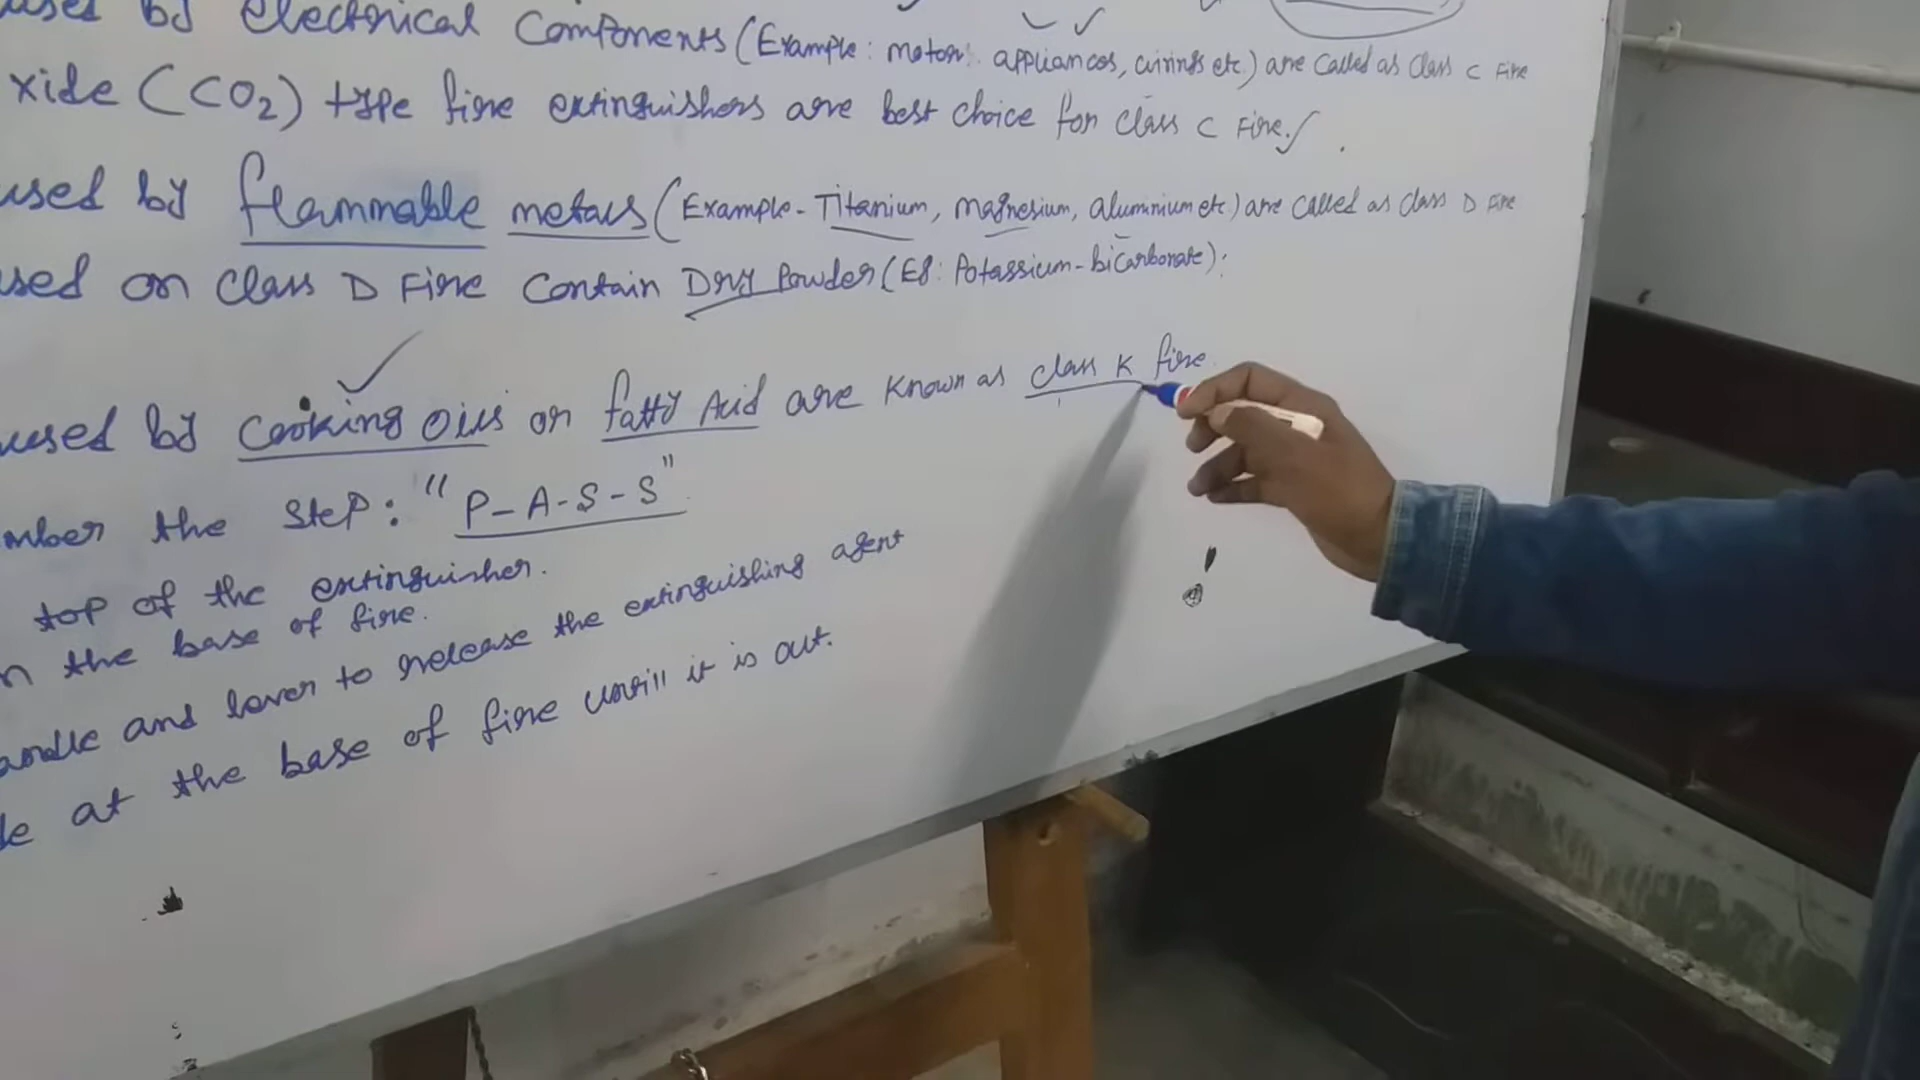 used by electrical components (Example: motor, appliances, wirings etc.) are called as class C Fire
xide (CO2) type fire extinguishers are best choice for class C Fire.
used by flammable metals (Example - Titanium, magnesium, aluminium etc) are called as class D Fire
used on class D Fire contain Dry Powder (Eg: Potassium-bicarbonate).
used by cooking oils or fatty Acid are known as class K fire
mber the step: "P-A-S-S"
top of the extinguisher.
n the base of fire.
andle and lever to release the extinguishing agent
le at the base of fire untill it is out.